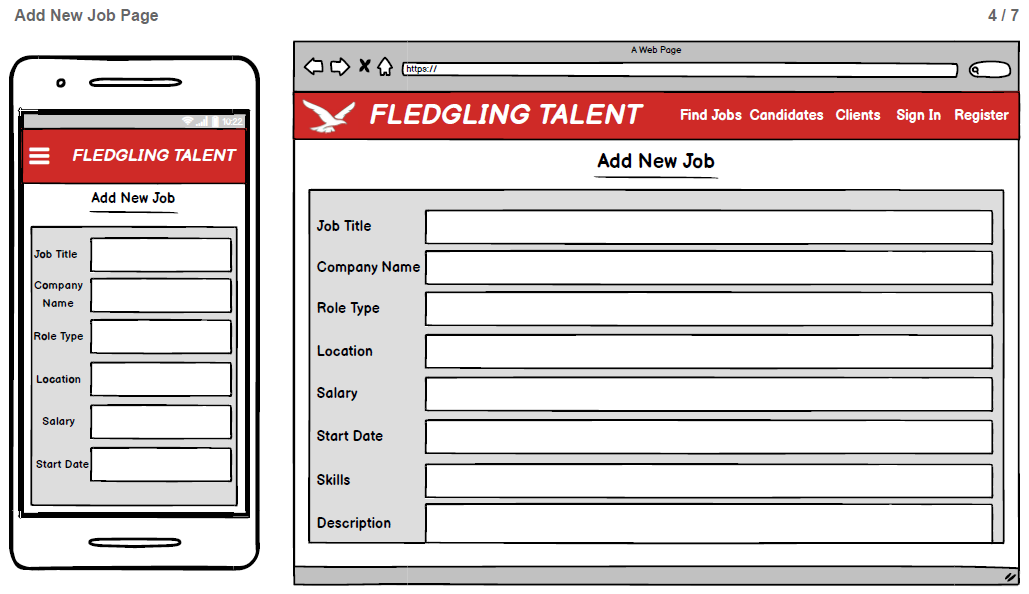 Add New Job Page
4 / 7
10:22
FLEDGLING TALENT
Add New Job
Job Title
Company
Name
Role Type
Location
Salary
Start Date
A Web Page
https://
FLEDGLING TALENT
Find Jobs Candidates Clients Sign In Register
Add New Job
Job Title
Company Name
Role Type
Location
Salary
Start Date
Skills
Description